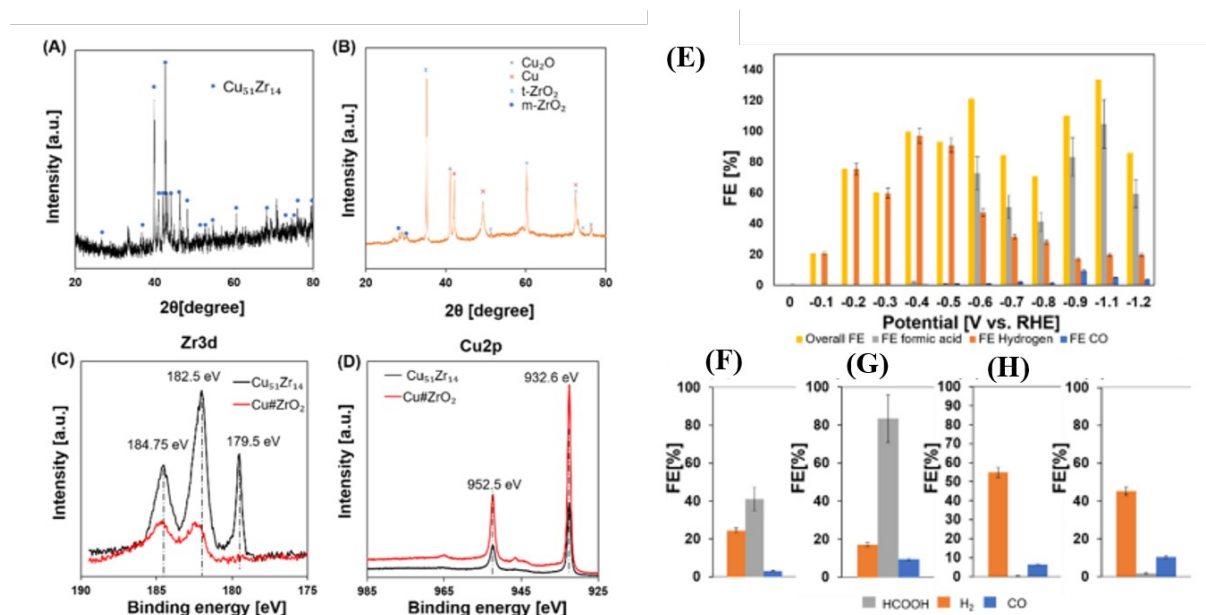 (A)
Cu₅₁Zr₁₄
Intensity [a.u.]
20 30 40 50 60 70 80
2θ[degree]
(B)
Cu₂O
Cu
t-ZrO₂
m-ZrO₂
Intensity [a.u.]
20 40 60 80
2θ [degree]
(C)
Zr3d
182.5 eV
Cu₅₁Zr₁₄
Cu#ZrO₂
184.75 eV
179.5 eV
Intensity [a.u.]
190 185 180 175
Binding energy [eV]
(D)
Cu2p
Cu₅₁Zr₁₄
Cu#ZrO₂
932.6 eV
952.5 eV
Intensity [a.u.]
985 965 945 925
Binding energy [eV]
(E)
FE [%]
140
120
100
80
60
40
20
0
0 -0.1 -0.2 -0.3 -0.4 -0.5 -0.6 -0.7 -0.8 -0.9 -1.1 -1.2
Potential [V vs. RHE]
Overall FE FE formic acid FE Hydrogen FE CO
(F)
FE[%]
100
80
60
40
20
0
(G)
FE[%]
100
80
60
40
20
0
(H)
FE[%]
100
90
80
70
60
50
40
30
20
10
0
FE[%]
100
80
60
40
20
0
HCOOH H₂ CO